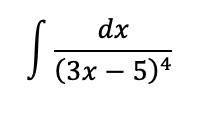 ∫ dx / (3x − 5)⁴